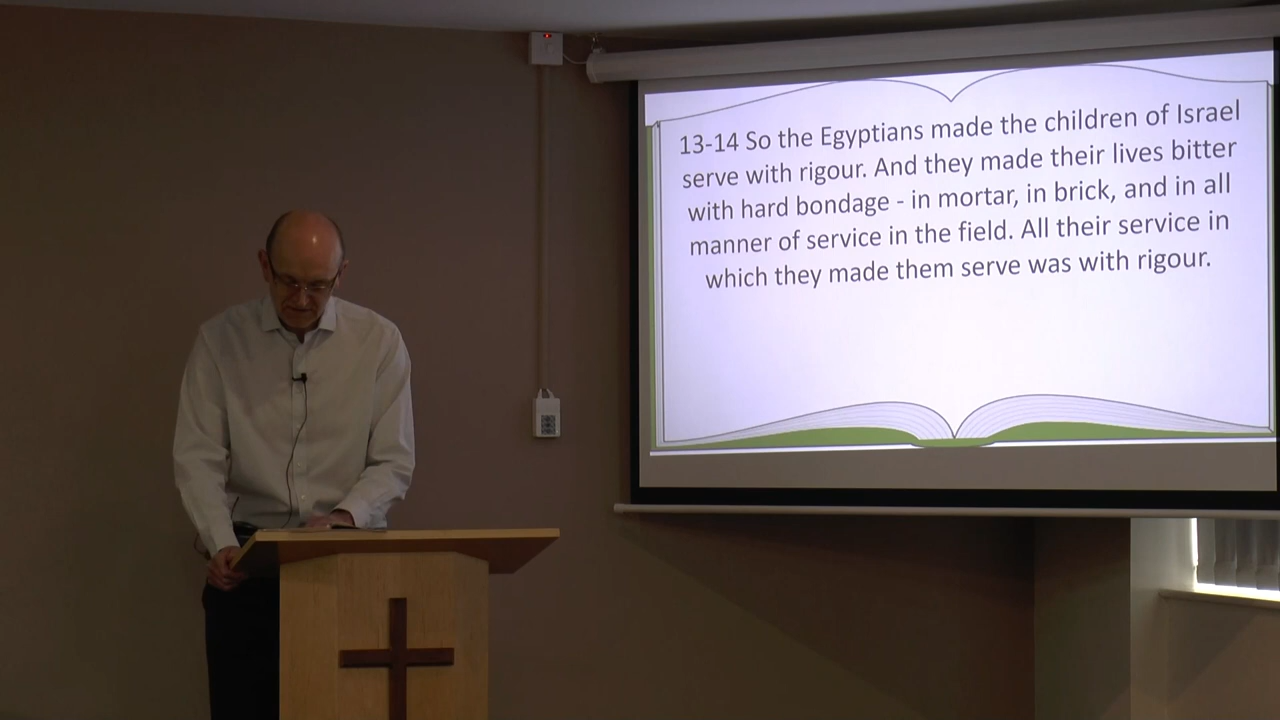 13-14 So the Egyptians made the children of Israel
serve with rigour. And they made their lives bitter
with hard bondage - in mortar, in brick, and in all
manner of service in the field. All their service in
which they made them serve was with rigour.